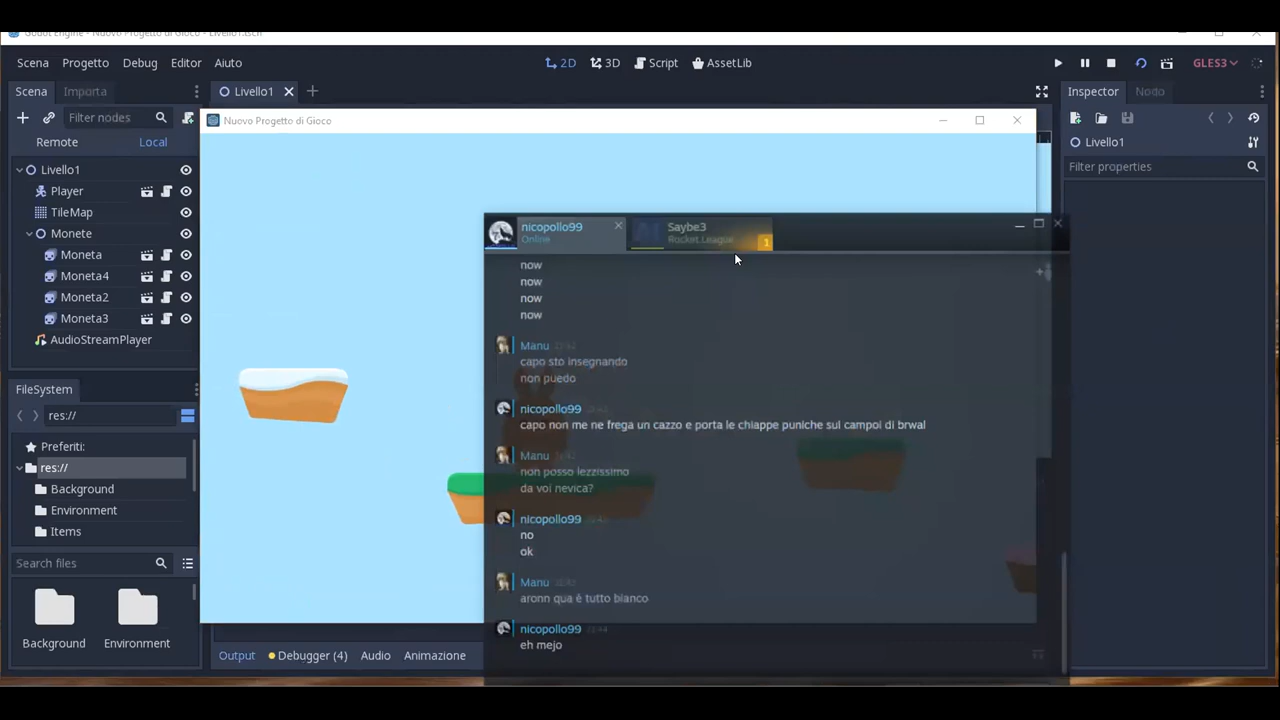 Godot Engine - Nuovo Progetto di Gioco - Livello1.tscn
Scena Progetto Debug Editor Aiuto
2D 3D Script AssetLib
GLES3
Scena Importa
Livello1
Inspector Nodo
Filter nodes
Nuovo Progetto di Gioco
Remote Local
Livello1
Filter properties
Livello1
Player
TileMap
Monete
Moneta
Moneta4
Moneta2
Moneta3
AudioStreamPlayer
FileSystem
res://
Preferiti:
res://
Background
Environment
Items
Search files
Background Environment
Output Debugger (4) Audio Animazione
nicopollo99
Online
Saybe3
Rocket League
1
now
now
now
now
Manu
capo sto insegnando
non puedo
nicopollo99
capo non me ne frega un cazzo e porta le chiappe puniche sul campoi di brwal
Manu
non posso lezzissimo
da voi nevica?
nicopollo99
no
ok
Manu
aronn qua è tutto bianco
nicopollo99
eh mejo